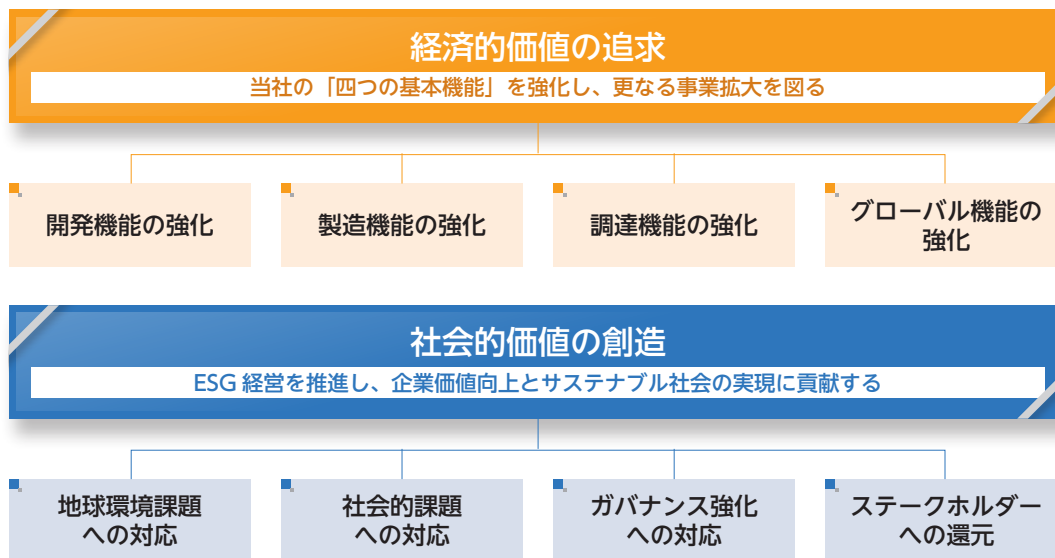 経済的価値の追求
当社の「四つの基本機能」を強化し、更なる事業拡大を図る
開発機能の強化
製造機能の強化
調達機能の強化
グローバル機能の
強化
社会的価値の創造
ESG 経営を推進し、企業価値向上とサステナブル社会の実現に貢献する
地球環境課題
への対応
社会的課題
への対応
ガバナンス強化
への対応
ステークホルダー
への還元